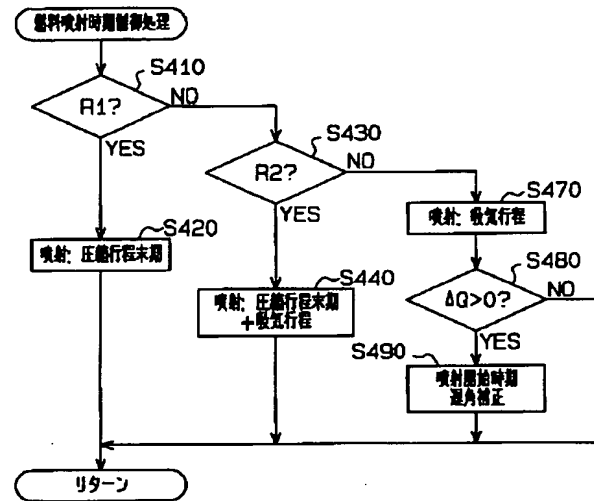 燃料噴射時期制御処理
S410
R1?
NO
YES
S430
R2?
NO
YES
S420
噴射：圧縮行程末期
S440
噴射：圧縮行程末期
＋吸気行程
S470
噴射：吸気行程
S480
ΔQ>0?
NO
YES
S490
噴射開始時期
遅角補正
リターン